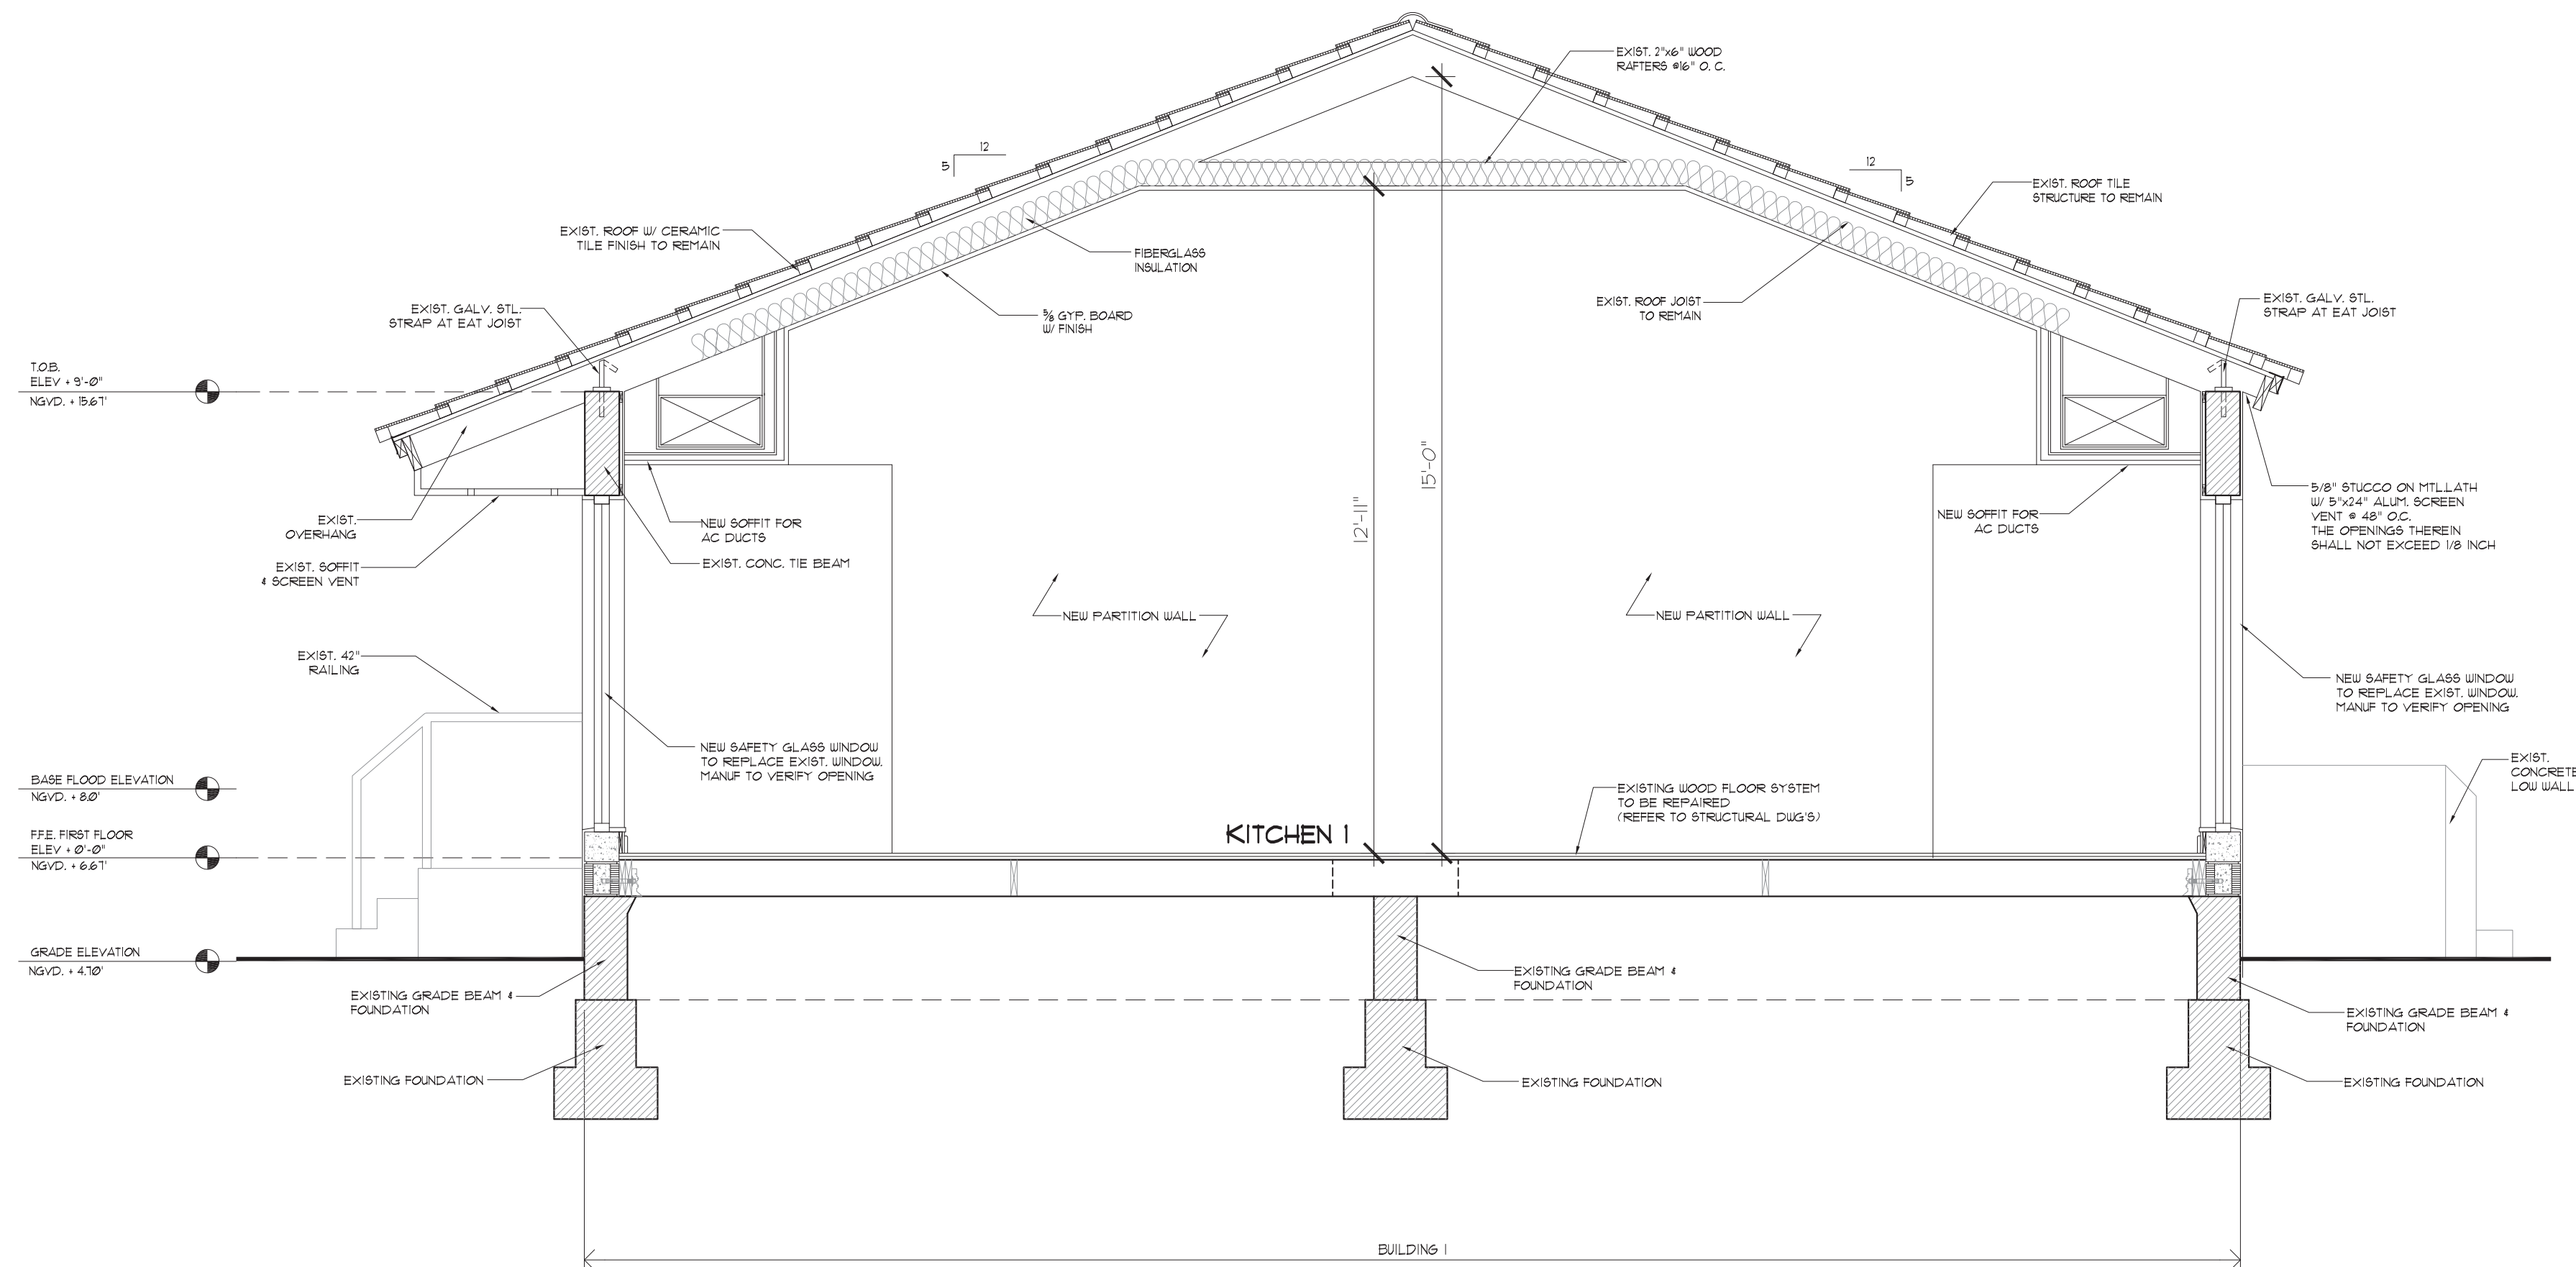 EXIST. 2"x6" WOOD
RAFTERS @16" O. C.
12
5
12
5
EXIST. ROOF TILE
STRUCTURE TO REMAIN
EXIST. ROOF W/ CERAMIC
TILE FINISH TO REMAIN
FIBERGLASS
INSULATION
EXIST. ROOF JOIST
TO REMAIN
EXIST. GALV. STL.
STRAP AT EAT JOIST
⅝ GYP. BOARD
W/ FINISH
EXIST. GALV. STL.
STRAP AT EAT JOIST
T.O.B.
ELEV + 9'-0"
NGVD. + 15.67'
12'-11"
15'-0"
5/8" STUCCO ON MTL.LATH
W/ 5"x24" ALUM. SCREEN
VENT @ 48" O.C.
THE OPENINGS THEREIN
SHALL NOT EXCEED 1/8 INCH
EXIST.
OVERHANG
NEW SOFFIT FOR
AC DUCTS
NEW SOFFIT FOR
AC DUCTS
EXIST. CONC. TIE BEAM
EXIST. SOFFIT
& SCREEN VENT
NEW PARTITION WALL
NEW PARTITION WALL
EXIST. 42"
RAILING
NEW SAFETY GLASS WINDOW
TO REPLACE EXIST. WINDOW.
MANUF TO VERIFY OPENING
NEW SAFETY GLASS WINDOW
TO REPLACE EXIST. WINDOW.
MANUF TO VERIFY OPENING
EXIST.
CONCRETE
LOW WALL
BASE FLOOD ELEVATION
NGVD. + 8.0'
EXISTING WOOD FLOOR SYSTEM
TO BE REPAIRED
(REFER TO STRUCTURAL DWG'S)
KITCHEN 1
F.F.E. FIRST FLOOR
ELEV + 0'-0"
NGVD. + 6.67'
GRADE ELEVATION
NGVD. + 4.70'
EXISTING GRADE BEAM &
FOUNDATION
EXISTING GRADE BEAM &
FOUNDATION
EXISTING GRADE BEAM &
FOUNDATION
EXISTING FOUNDATION
EXISTING FOUNDATION
EXISTING FOUNDATION
BUILDING 1